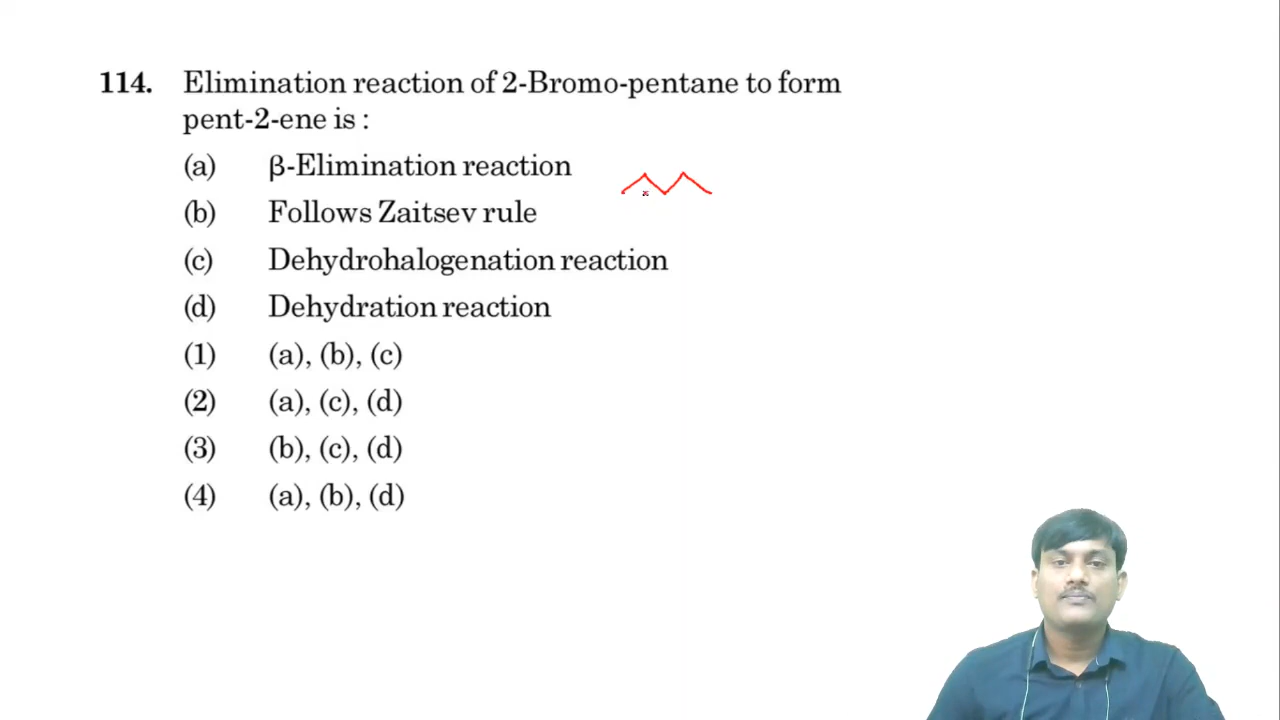 114. Elimination reaction of 2-Bromo-pentane to form
pent-2-ene is :
(a) β-Elimination reaction
(b) Follows Zaitsev rule
(c) Dehydrohalogenation reaction
(d) Dehydration reaction
(1) (a), (b), (c)
(2) (a), (c), (d)
(3) (b), (c), (d)
(4) (a), (b), (d)